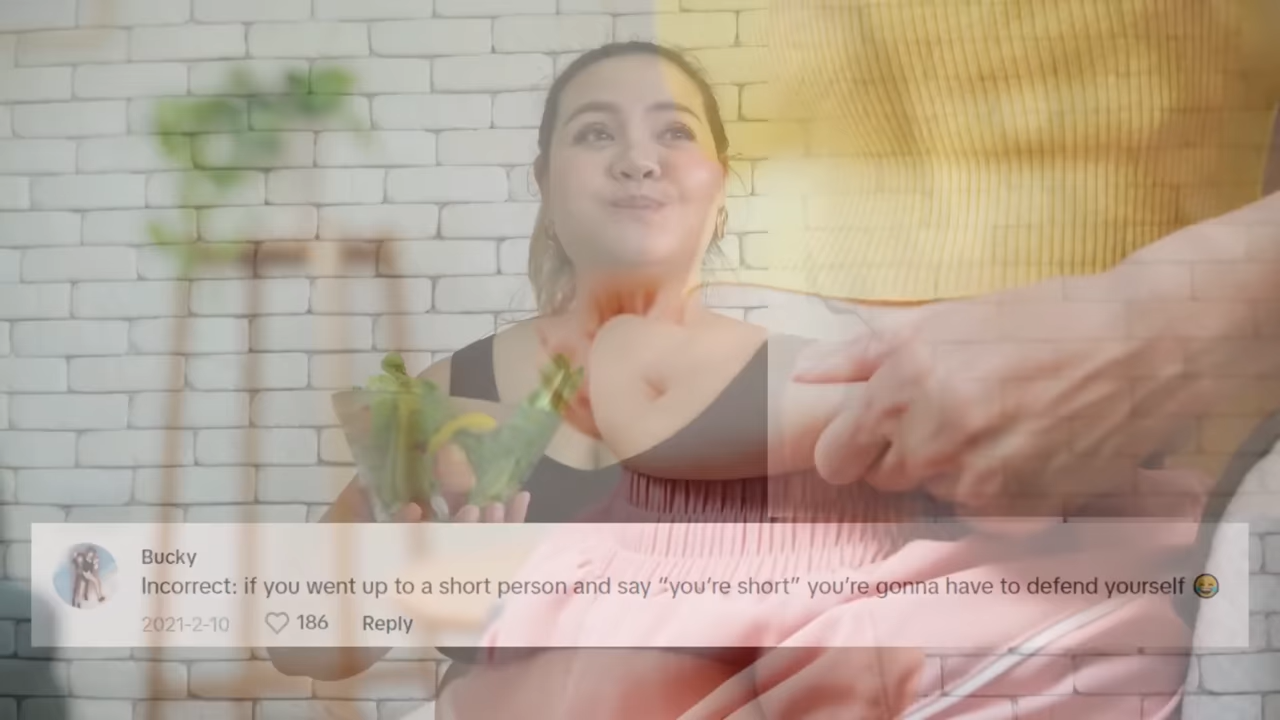 Bucky
Incorrect: if you went up to a short person and say “you’re short” you’re gonna have to defend yourself 😂
2021-2-10 186 Reply